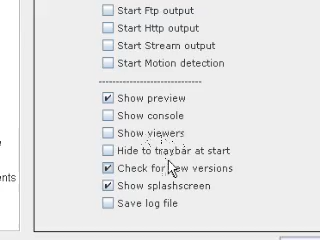 Start Ftp output
Start Http output
Start Stream output
Start Motion detection
------------------------------
Show preview
Show console
Show viewers
Hide to traybar at start
Check for new versions
Show splashscreen
ents
Save log file